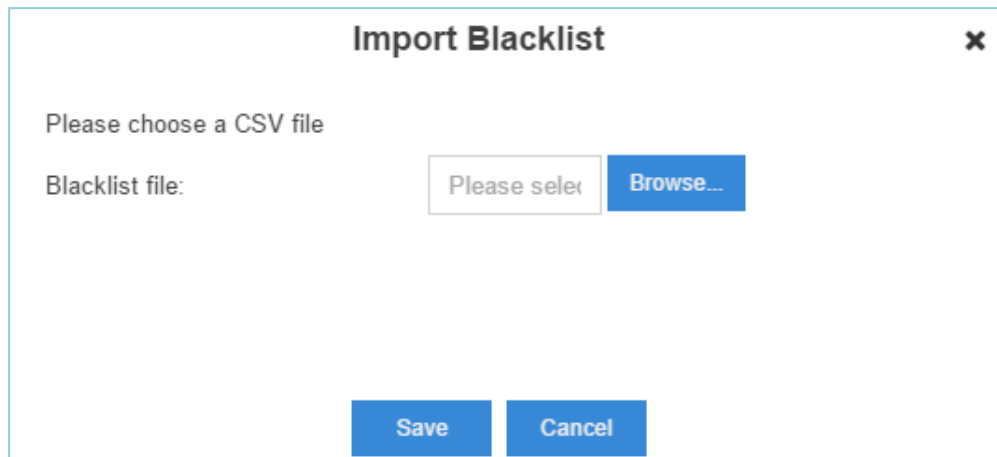 Import Blacklist
Please choose a CSV file
Blacklist file: Please selec Browse...
Save Cancel